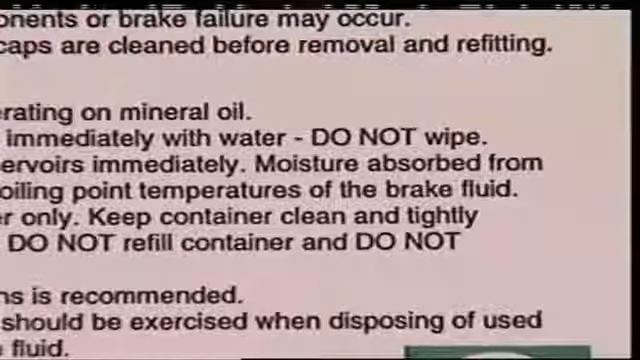 onents or brake failure may occur.
caps are cleaned before removal and refitting.
erating on mineral oil.
immediately with water - DO NOT wipe.
ervoirs immediately. Moisture absorbed from
oiling point temperatures of the brake fluid.
er only. Keep container clean and tightly
DO NOT refill container and DO NOT
ns is recommended.
should be exercised when disposing of used
fluid.